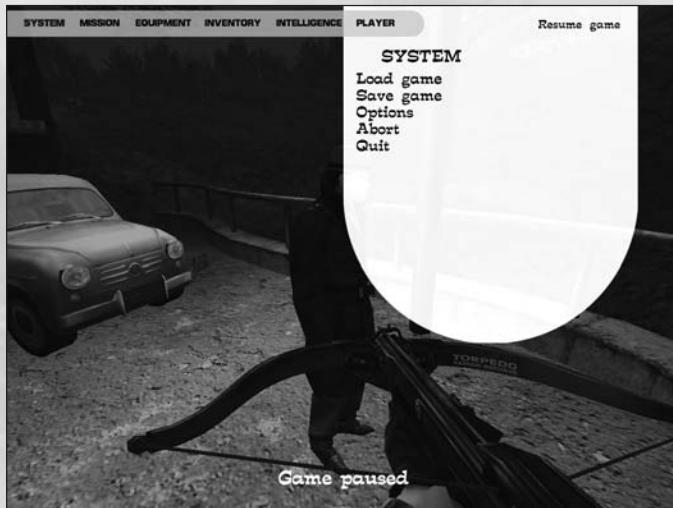 SYSTEM MISSION EQUIPMENT INVENTORY INTELLIGENCE PLAYER
Resume game
SYSTEM
Load game
Save game
Options
Abort
Quit
TORPEDO
Game paused